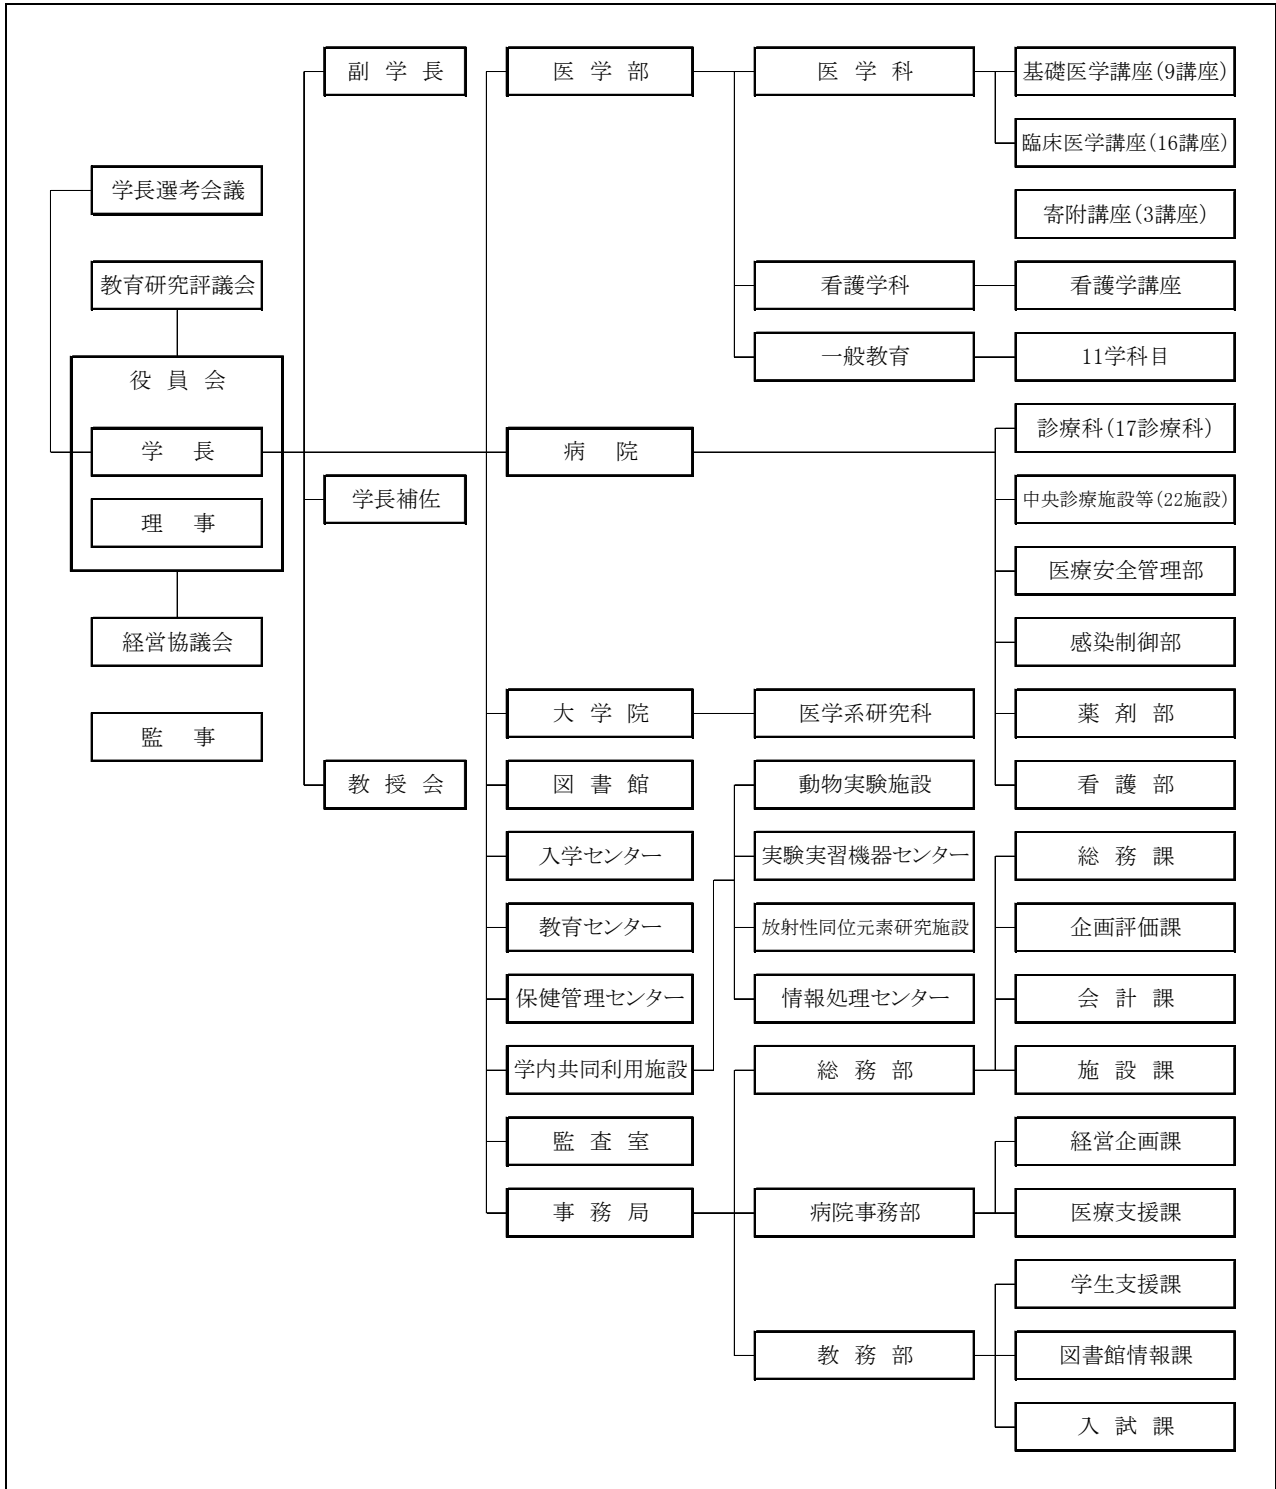 副 学 長
医 学 部
医 学 科
基礎医学講座(9講座)
臨床医学講座(16講座)
学長選考会議
寄附講座(3講座)
教育研究評議会
看護学科
看護学講座
一般教育
11学科目
役 員 会
診療科(17診療科)
学 長
病 院
学長補佐
中央診療施設等(22施設)
理 事
医療安全管理部
経営協議会
感染制御部
大 学 院
医学系研究科
薬 剤 部
監 事
教 授 会
図 書 館
動物実験施設
看 護 部
入学センター
実験実習機器センター
総 務 課
教育センター
放射性同位元素研究施設
企画評価課
保健管理センター
情報処理センター
会 計 課
学内共同利用施設
総 務 部
施 設 課
監 査 室
経営企画課
事 務 局
病院事務部
医療支援課
学生支援課
教 務 部
図書館情報課
入 試 課